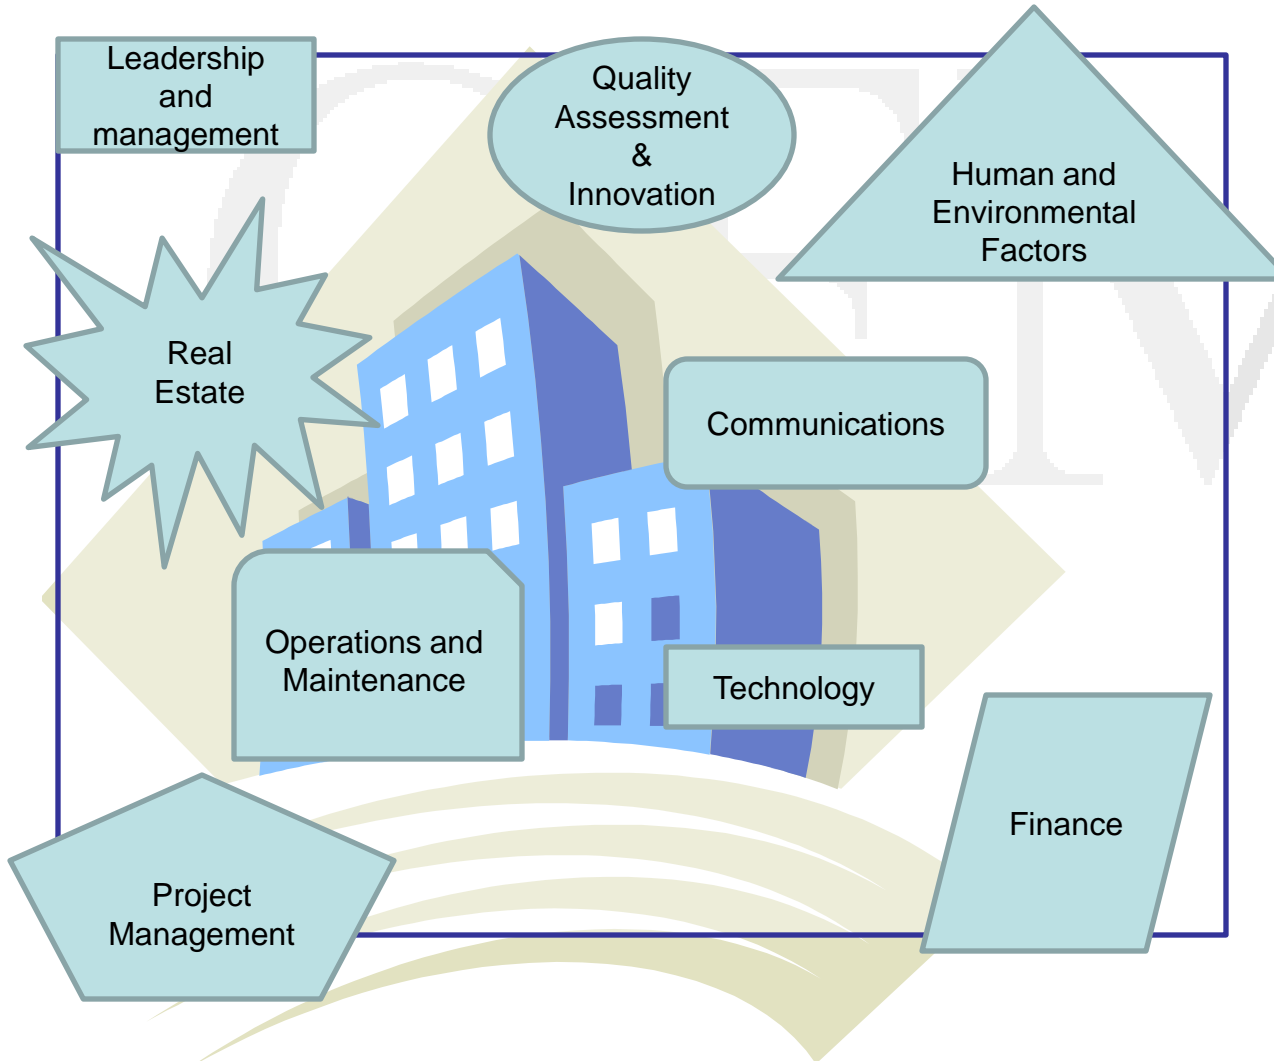 Leadership
and
management
Quality
Assessment
&
Innovation
Human and
Environmental
Factors
Real
Estate
Communications
Operations and
Maintenance
Technology
Finance
Project
Management